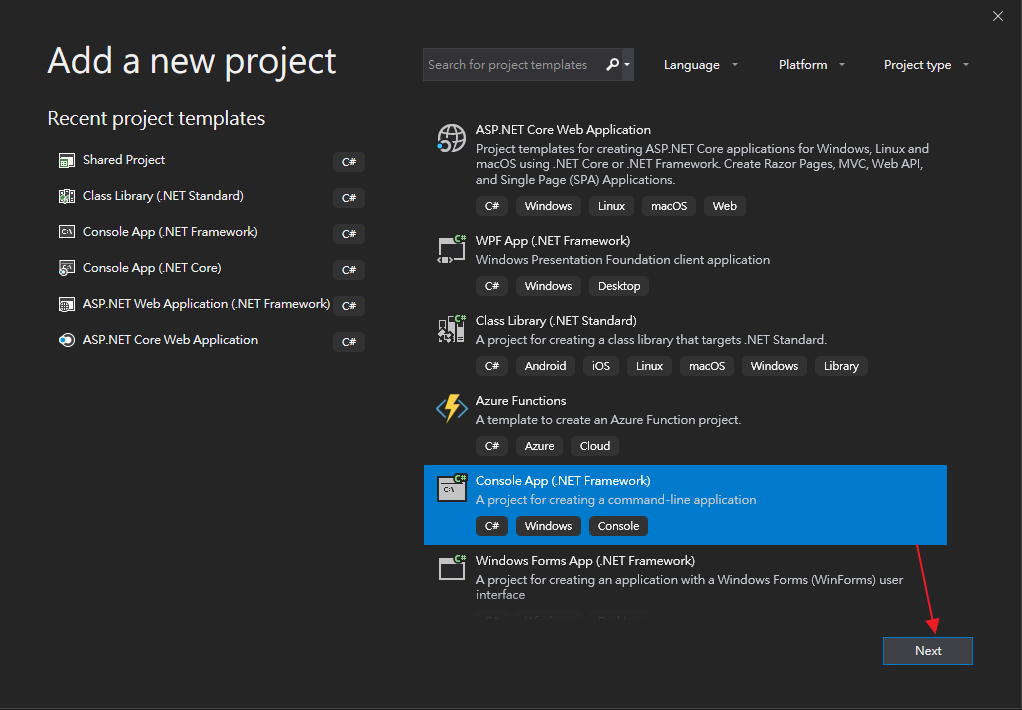 Add a new project
Search for project templates
Language
Platform
Project type
Recent project templates
Shared Project
C#
Class Library (.NET Standard)
C#
Console App (.NET Framework)
C#
Console App (.NET Core)
C#
ASP.NET Web Application (.NET Framework)
C#
ASP.NET Core Web Application
C#
ASP.NET Core Web Application
Project templates for creating ASP.NET Core applications for Windows, Linux and
macOS using .NET Core or .NET Framework. Create Razor Pages, MVC, Web API,
and Single Page (SPA) Applications.
C# Windows Linux macOS Web
C#
WPF App (.NET Framework)
Windows Presentation Foundation client application
C# Windows Desktop
C#
Class Library (.NET Standard)
A project for creating a class library that targets .NET Standard.
C# Android iOS Linux macOS Windows Library
Azure Functions
A template to create an Azure Function project.
C# Azure Cloud
C#
C:\
Console App (.NET Framework)
A project for creating a command-line application
C# Windows Console
C#
Windows Forms App (.NET Framework)
A project for creating an application with a Windows Forms (WinForms) user
interface
C# Windows Desktop
Next